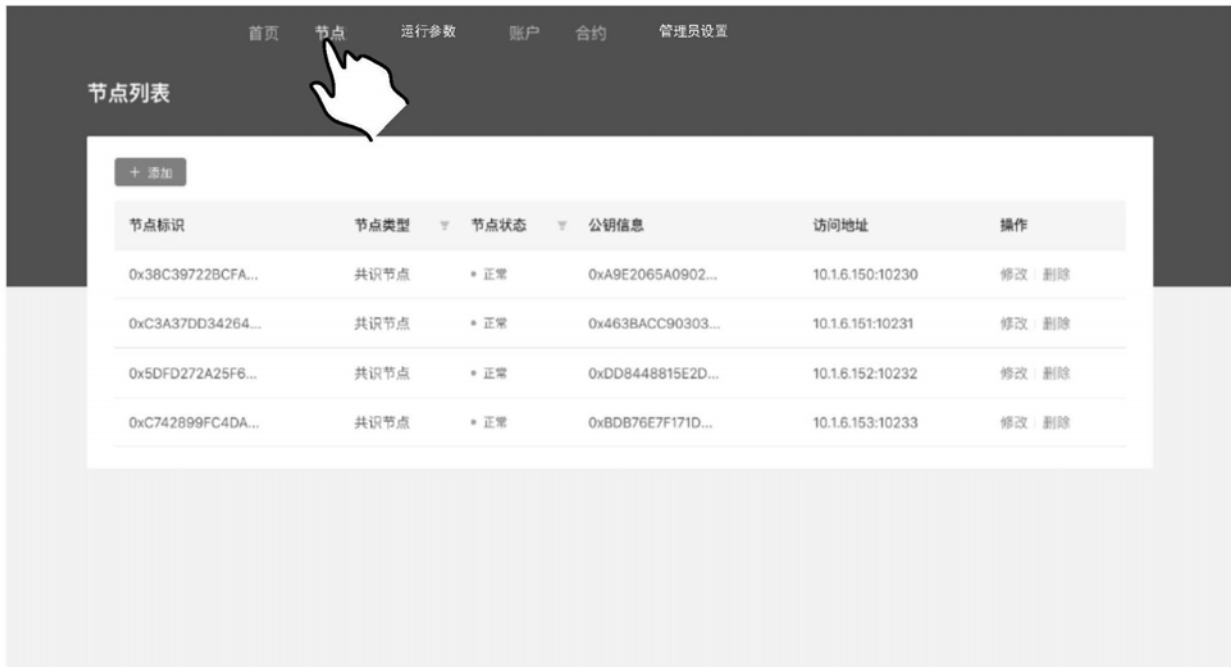 首页 节点 运行参数 账户 合约 管理员设置
节点列表
+ 添加
节点标识 节点类型 节点状态 公钥信息 访问地址 操作
0x38C39722BCFA... 共识节点 正常 0xA9E2065A0902... 10.1.6.150:10230 修改 删除
0xC3A37DD34264... 共识节点 正常 0x463BACC90303... 10.1.6.151:10231 修改 删除
0x5DFD272A25F6... 共识节点 正常 0xDD8448815E2D... 10.1.6.152:10232 修改 删除
0xC742899FC4DA... 共识节点 正常 0xBDB76E7F171D... 10.1.6.153:10233 修改 删除